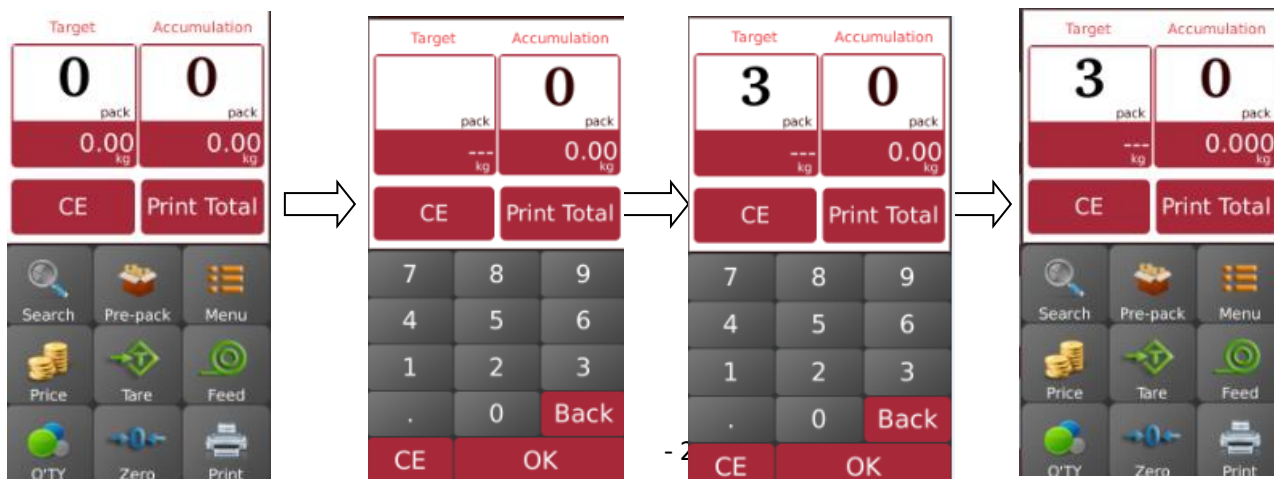 Target Accumulation
0 0
pack pack
0.00 0.00
kg kg
CE Print Total
Search Pre-pack Menu
Price Tare Feed
Q'TY Zero Print
Target Accumulation
0
pack pack
--- 0.00
kg kg
CE Print Total
7 8 9
4 5 6
1 2 3
. 0 Back
CE OK
Target Accumulation
3 0
pack pack
--- 0.00
kg kg
CE Print Total
7 8 9
4 5 6
1 2 3
. 0 Back
CE OK
Target Accumulation
3 0
pack pack
--- 0.000
kg kg
CE Print Total
Search Pre-pack Menu
Price Tare Feed
Q'TY Zero Print
- 2